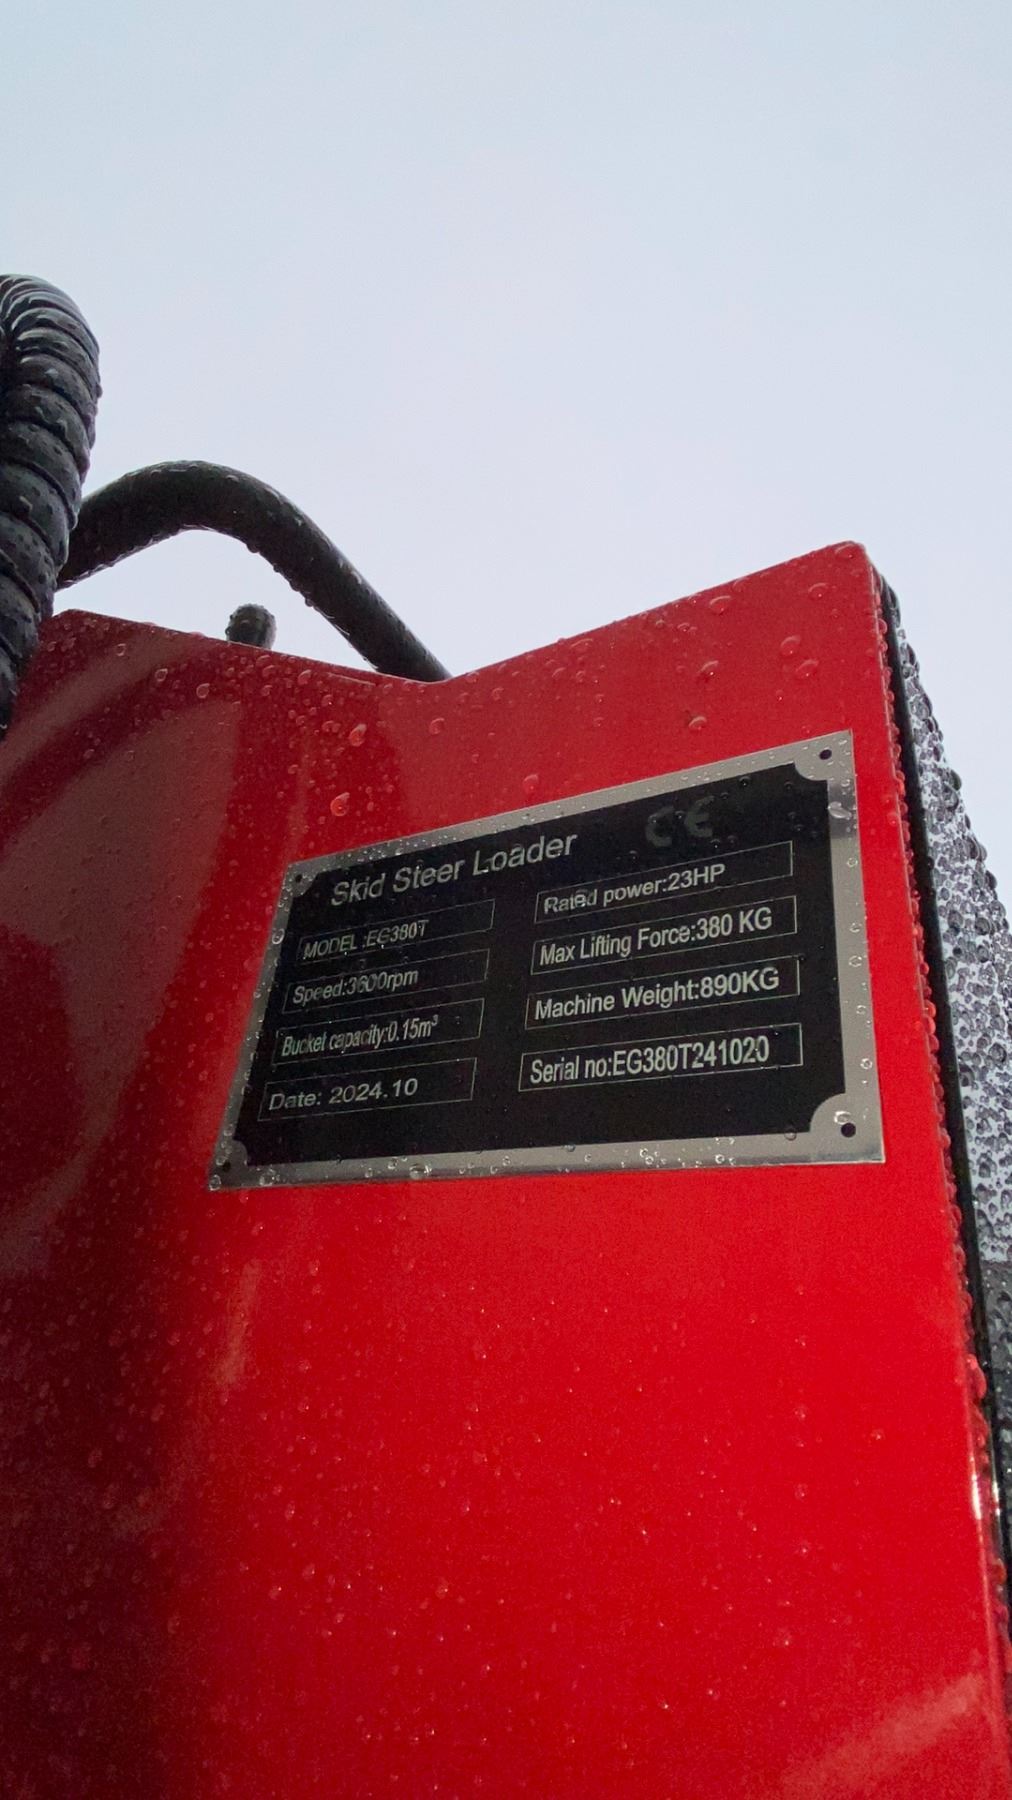 Skid Steer Loader CE
MODEL :EG380T
Speed:3600rpm
Bucket capacity:0.15m³
Date: 2024.10
Rated power:23HP
Max Lifting Force:380 KG
Machine Weight:890KG
Serial no:EG380T241020